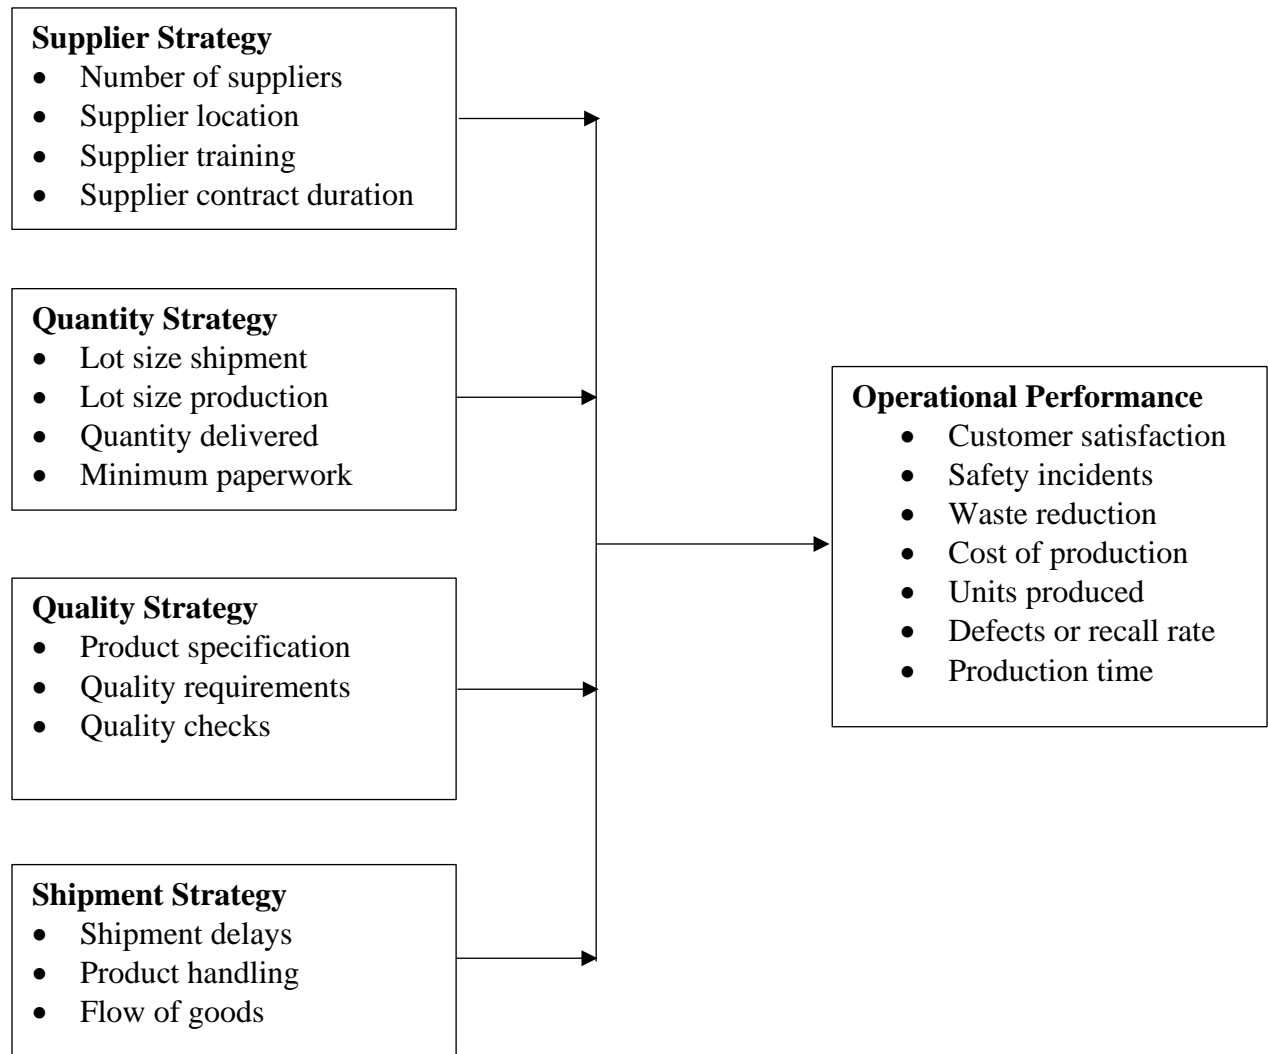 Supplier Strategy
• Number of suppliers
• Supplier location
• Supplier training
• Supplier contract duration
Quantity Strategy
• Lot size shipment
• Lot size production
• Quantity delivered
• Minimum paperwork
Quality Strategy
• Product specification
• Quality requirements
• Quality checks
Shipment Strategy
• Shipment delays
• Product handling
• Flow of goods
Operational Performance
• Customer satisfaction
• Safety incidents
• Waste reduction
• Cost of production
• Units produced
• Defects or recall rate
• Production time